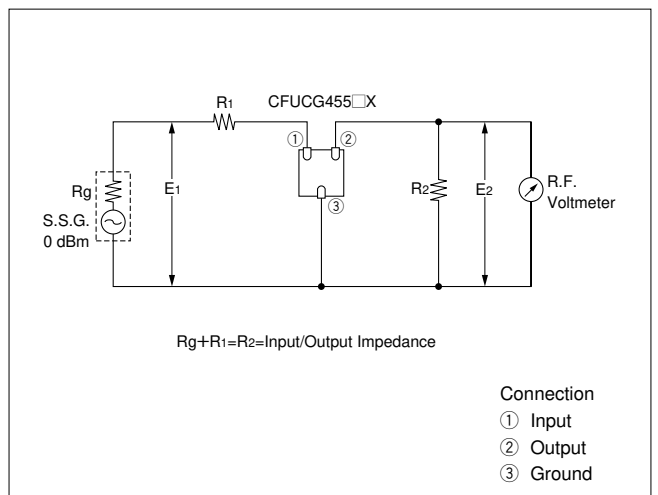 R1
CFUCG455□X
①
②
Rg
E1
R2
E2
R.F.
Voltmeter
S.S.G.
0 dBm
③
Rg+R1=R2=Input/Output Impedance
Connection
① Input
② Output
③ Ground